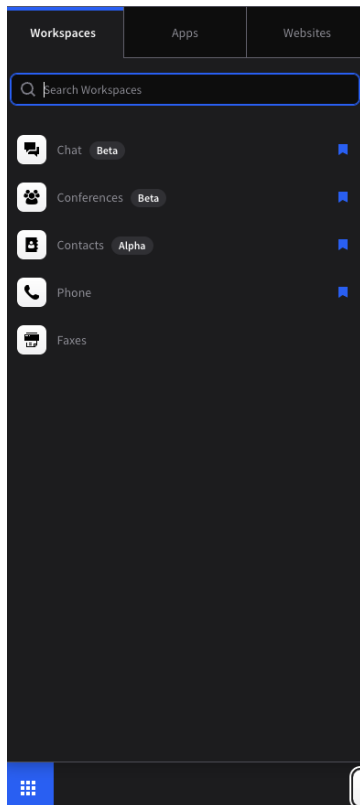 Workspaces Apps Websites
Search Workspaces
Chat Beta
Conferences Beta
Contacts Alpha
Phone
Faxes